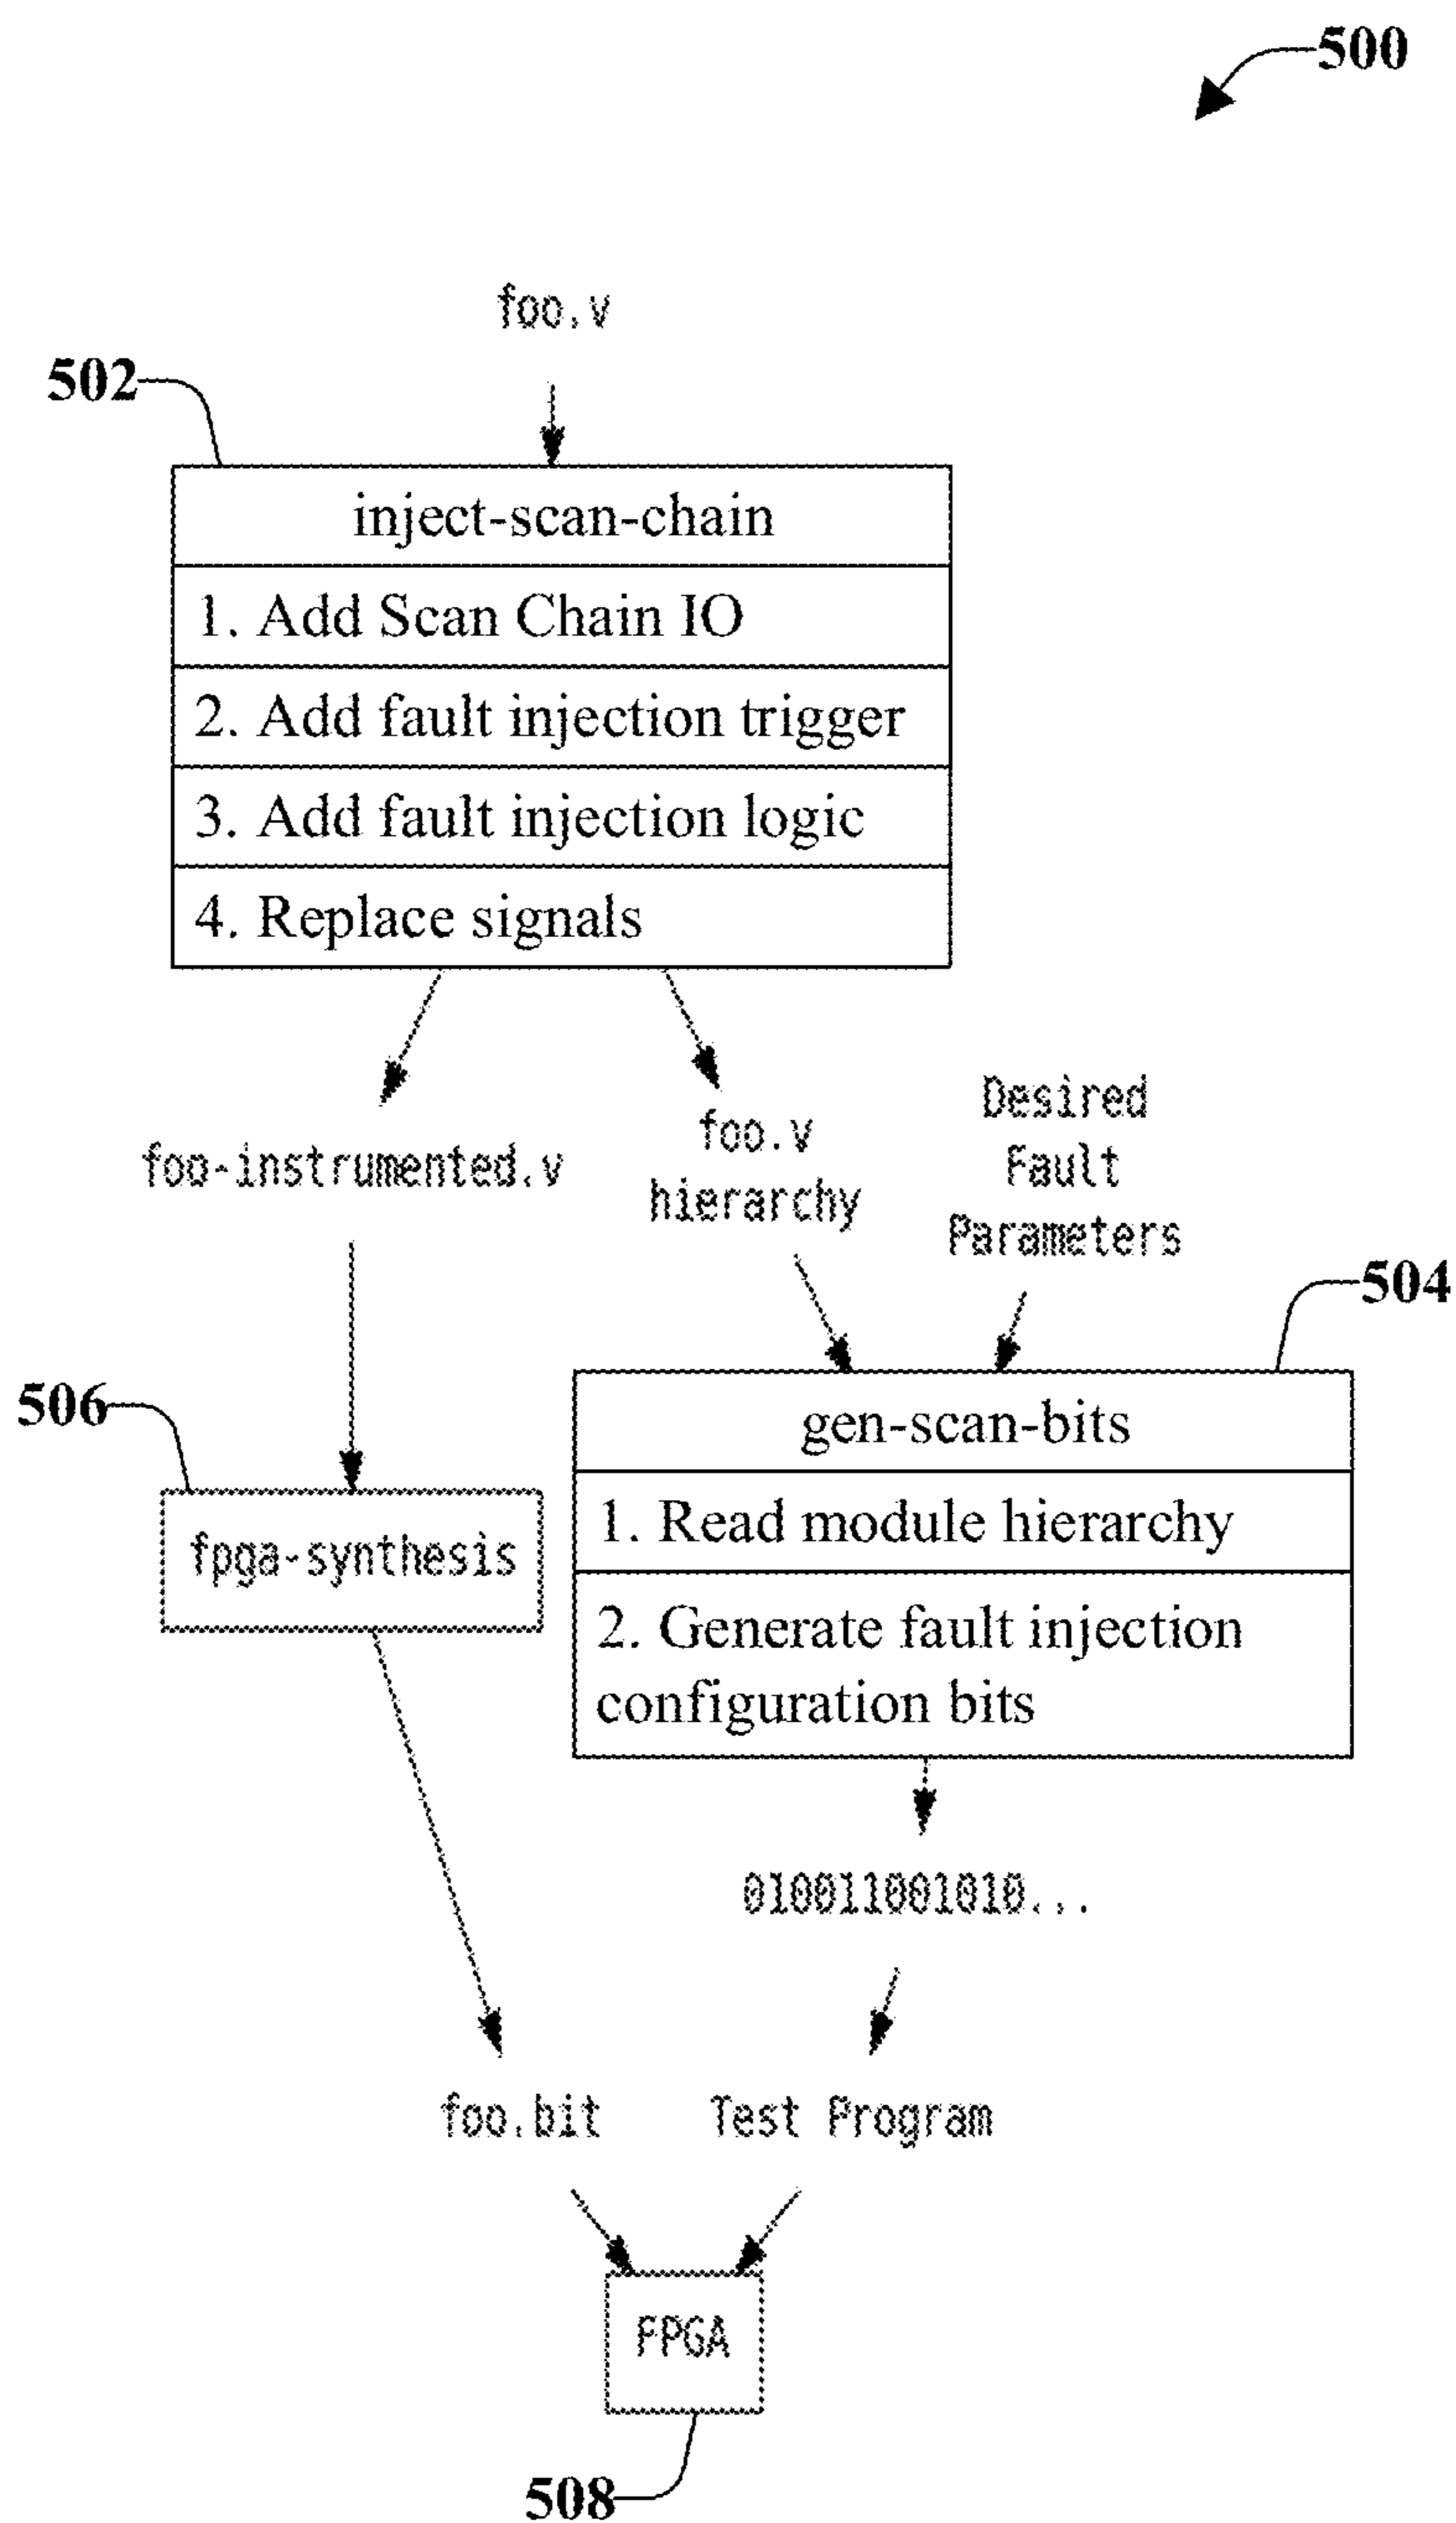 500
foo.v
502
inject-scan-chain
1. Add Scan Chain IO
2. Add fault injection trigger
3. Add fault injection logic
4. Replace signals
foo-instrumented.v
foo.v
hierarchy
Desired
Fault
Parameters
504
506
fpga-synthesis
gen-scan-bits
1. Read module hierarchy
2. Generate fault injection
configuration bits
010011001010...
foo.bit
Test Program
FPGA
508